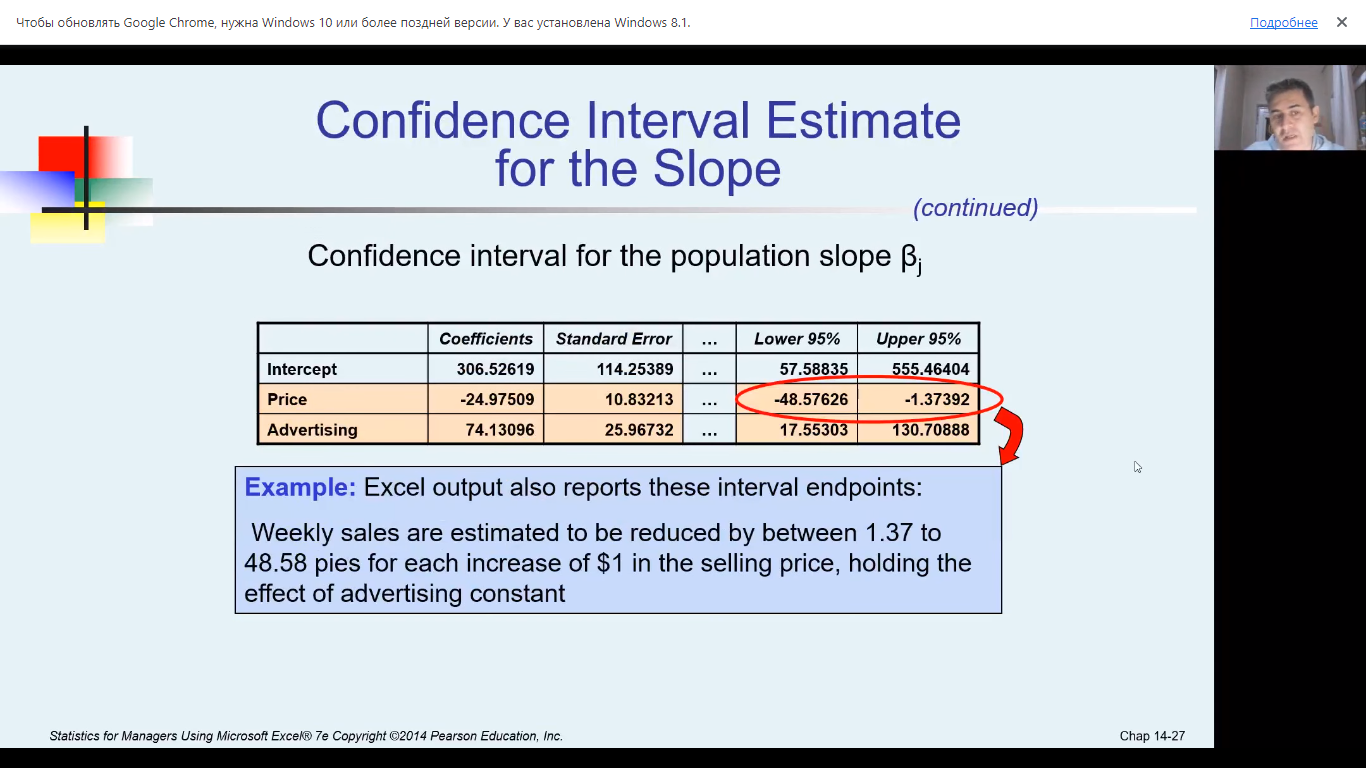 Чтобы обновлять Google Chrome, нужна Windows 10 или более поздней версии. У вас установлена Windows 8.1.
Подробнее
Confidence Interval Estimate
for the Slope
(continued)
Confidence interval for the population slope βj
Coefficients Standard Error … Lower 95% Upper 95%
Intercept 306.52619 114.25389 … 57.58835 555.46404
Price -24.97509 10.83213 … -48.57626 -1.37392
Advertising 74.13096 25.96732 … 17.55303 130.70888
Example: Excel output also reports these interval endpoints:
Weekly sales are estimated to be reduced by between 1.37 to
48.58 pies for each increase of $1 in the selling price, holding the
effect of advertising constant
Statistics for Managers Using Microsoft Excel® 7e Copyright ©2014 Pearson Education, Inc.
Chap 14-27